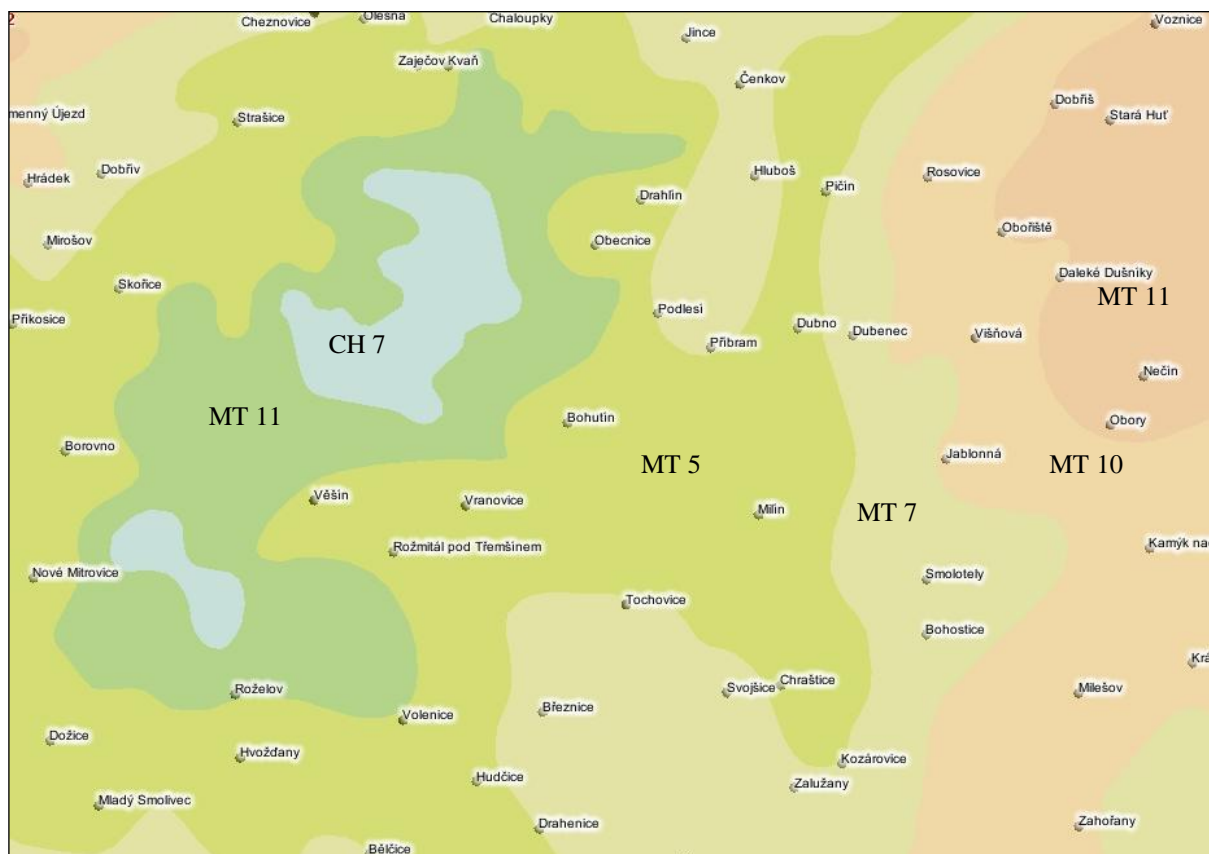 2
Cheznovice
Olešná
Chaloupky
Voznice
Jince
Zaječov Kvaň
Čenkov
Dobříš
menný Újezd
Strašice
Stará Huť
Hrádek
Dobřív
Hluboš
Rosovice
Pičín
Drahlín
Mirošov
Obecnice
Obořiště
Skořice
Daleké Dušníky
MT 11
Příkosice
Podlesí
Dubno
Dubenec
Višňová
CH 7
Příbram
Nečín
MT 11
Bohutín
Obory
Borovno
MT 5
Jablonná
MT 10
Věšín
Vranovice
Milín
MT 7
Rožmitál pod Třemšínem
Kamýk na
Nové Mitrovice
Smolotely
Tochovice
Bohostice
Krá
Roželov
Svojšice
Chraštice
Milešov
Volenice
Březnice
Dožice
Hvožďany
Kozárovice
Hudčice
Zalužany
Mladý Smolivec
Drahenice
Zahořany
Bělčice